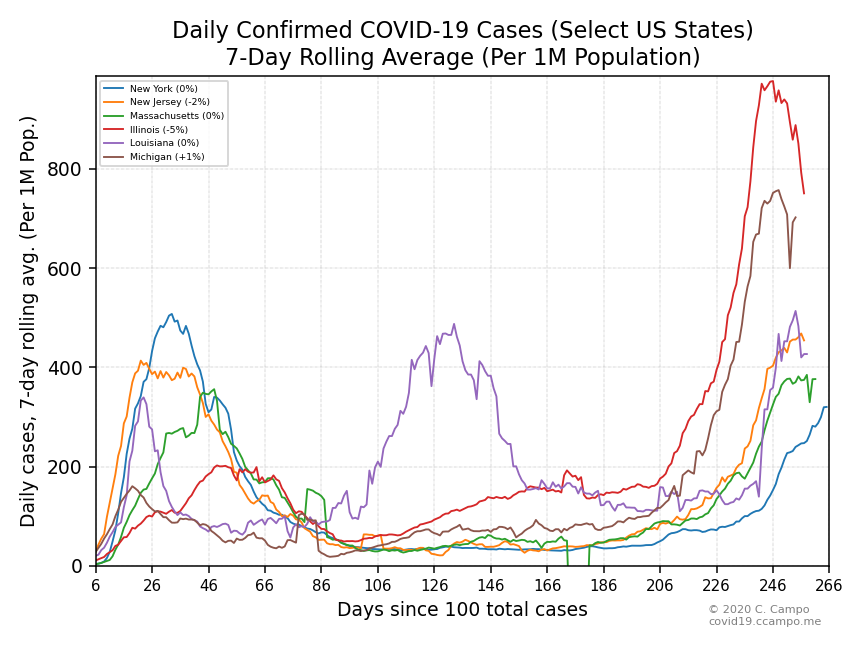 Daily Confirmed COVID-19 Cases (Select US States)
7-Day Rolling Average (Per 1M Population)
New York (0%)
New Jersey (-2%)
Massachusetts (0%)
Illinois (-5%)
Louisiana (0%)
Michigan (+1%)
Daily cases, 7-day rolling avg. (Per 1M Pop.)
800
600
400
200
0
6 26 46 66 86 106 126 146 166 186 206 226 246 266
Days since 100 total cases
© 2020 C. Campo
covid19.ccampo.me